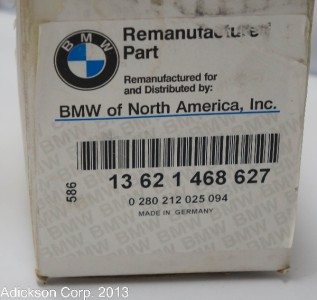 BMW
Remanufactured
Part
Remanufactured for
and Distributed by:
BMW of North America, Inc.
586
13 62 1 468 627
0 280 212 025 094
MADE IN GERMANY
Adickson Corp. 2013